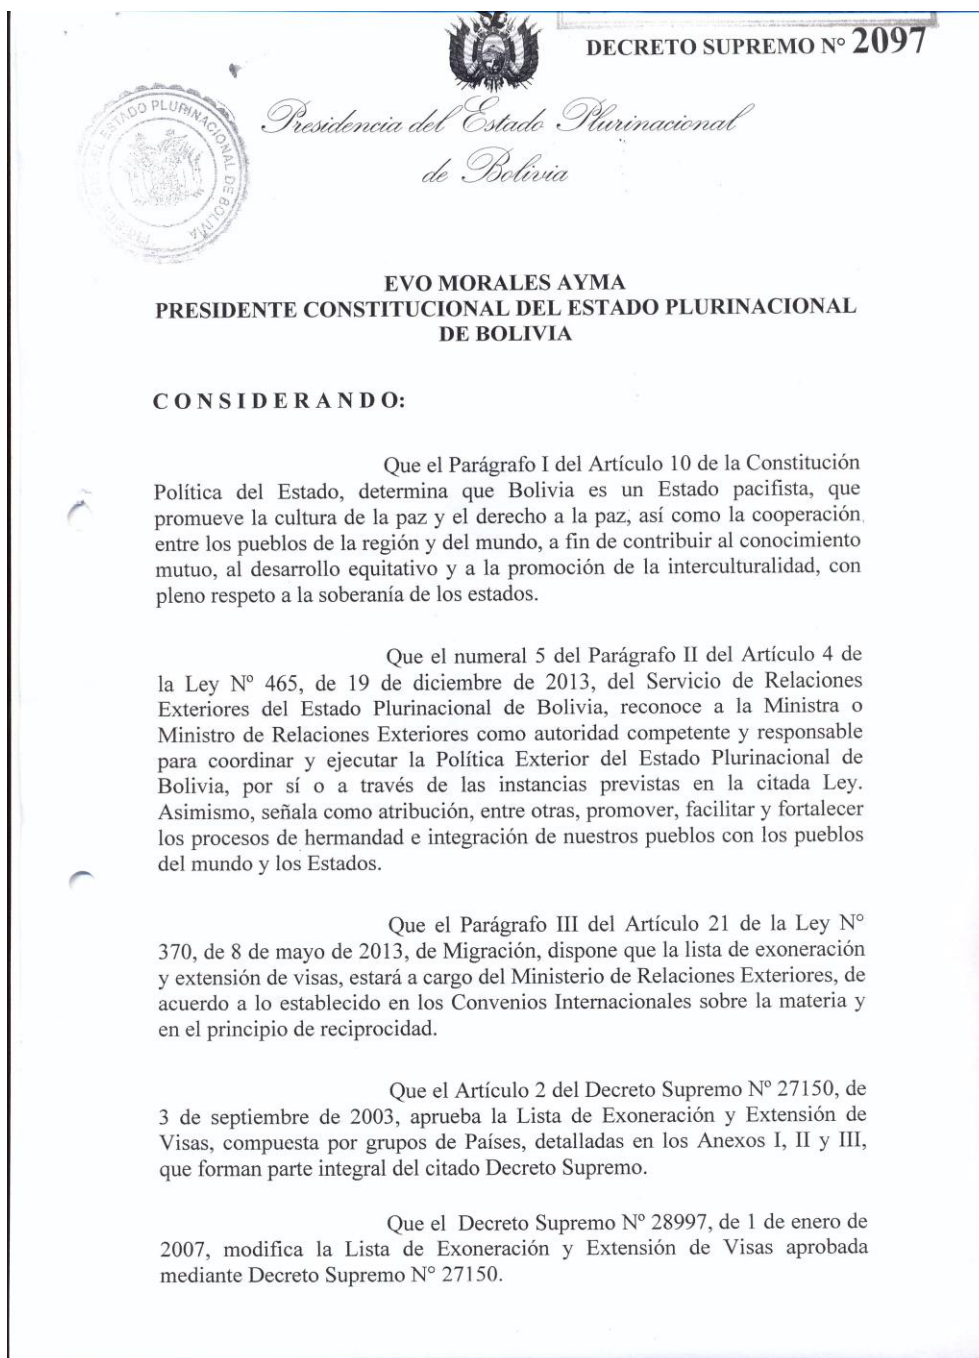 DECRETO SUPREMO Nº 2097
Presidencia del Estado Plurinacional
de Bolivia
ESTADO PLURINACIONAL DE BOLIVIA
EVO MORALES AYMA
PRESIDENTE CONSTITUCIONAL DEL ESTADO PLURINACIONAL
DE BOLIVIA
C O N S I D E R A N D O:
Que el Parágrafo I del Artículo 10 de la Constitución
Política del Estado, determina que Bolivia es un Estado pacifista, que
promueve la cultura de la paz y el derecho a la paz, así como la cooperación
entre los pueblos de la región y del mundo, a fin de contribuir al conocimiento
mutuo, al desarrollo equitativo y a la promoción de la interculturalidad, con
pleno respeto a la soberanía de los estados.
Que el numeral 5 del Parágrafo II del Artículo 4 de
la Ley Nº 465, de 19 de diciembre de 2013, del Servicio de Relaciones
Exteriores del Estado Plurinacional de Bolivia, reconoce a la Ministra o
Ministro de Relaciones Exteriores como autoridad competente y responsable
para coordinar y ejecutar la Política Exterior del Estado Plurinacional de
Bolivia, por sí o a través de las instancias previstas en la citada Ley.
Asimismo, señala como atribución, entre otras, promover, facilitar y fortalecer
los procesos de hermandad e integración de nuestros pueblos con los pueblos
del mundo y los Estados.
Que el Parágrafo III del Artículo 21 de la Ley N°
370, de 8 de mayo de 2013, de Migración, dispone que la lista de exoneración
y extensión de visas, estará a cargo del Ministerio de Relaciones Exteriores, de
acuerdo a lo establecido en los Convenios Internacionales sobre la materia y
en el principio de reciprocidad.
Que el Artículo 2 del Decreto Supremo Nº 27150, de
3 de septiembre de 2003, aprueba la Lista de Exoneración y Extensión de
Visas, compuesta por grupos de Países, detalladas en los Anexos I, II y III,
que forman parte integral del citado Decreto Supremo.
Que el Decreto Supremo Nº 28997, de 1 de enero de
2007, modifica la Lista de Exoneración y Extensión de Visas aprobada
mediante Decreto Supremo N° 27150.